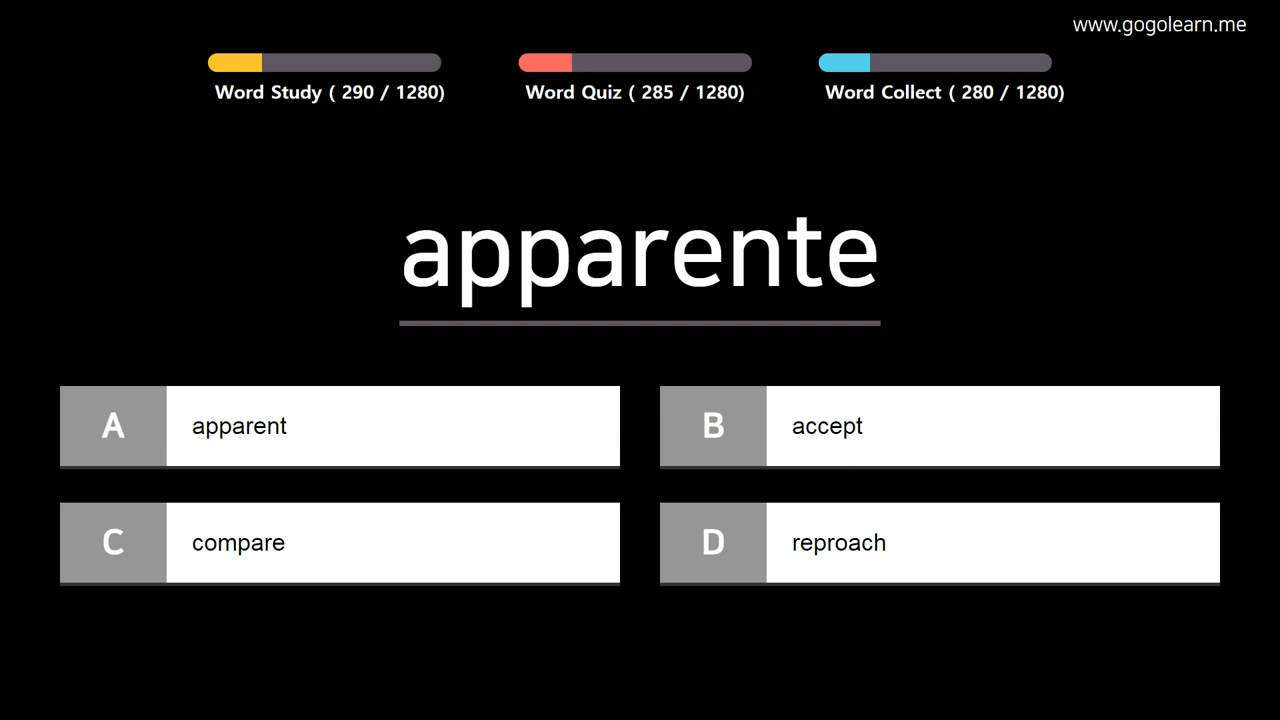 www.gogolearn.me
Word Study ( 290 / 1280)
Word Quiz ( 285 / 1280)
Word Collect ( 280 / 1280)
apparente
A
apparent
B
accept
C
compare
D
reproach